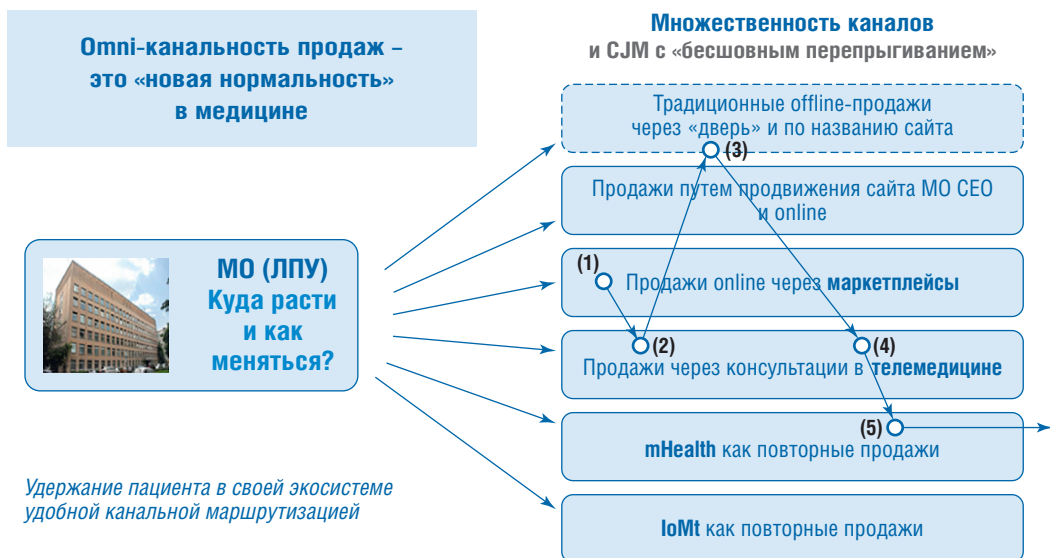 Omni-канальность продаж –
это «новая нормальность»
в медицине
Множественность каналов
и CJM с «бесшовным перепрыгиванием»
Традиционные offline-продажи
через «дверь» и по названию сайта
(3)
Продажи путем продвижения сайта МО СЕО
и online
МО (ЛПУ)
Куда расти
и как
меняться?
(1)
Продажи online через маркетплейсы
(2)
(4)
Продажи через консультации в телемедицине
(5)
mHealth как повторные продажи
IoMt как повторные продажи
Удержание пациента в своей экосистеме
удобной канальной маршрутизацией